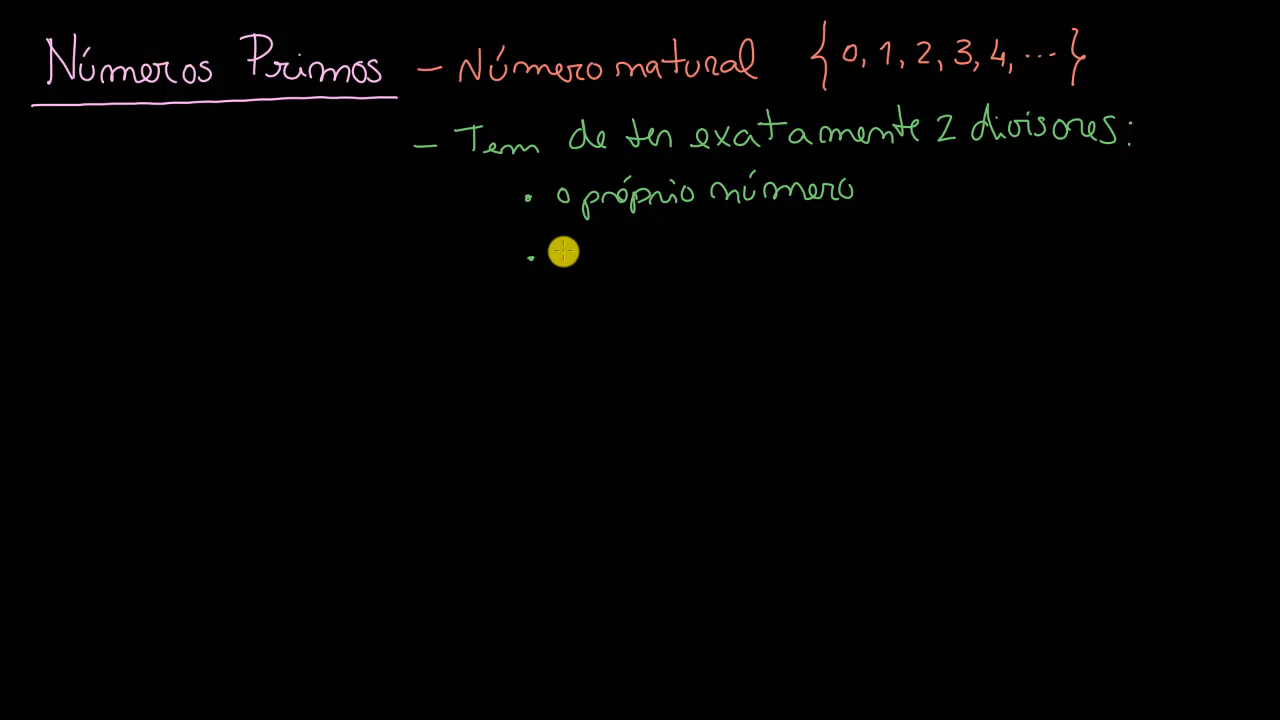 Números Primos - Número natural {0, 1, 2, 3, 4, ...}
- Tem de ter exatamente 2 divisores:
• o próprio número
•